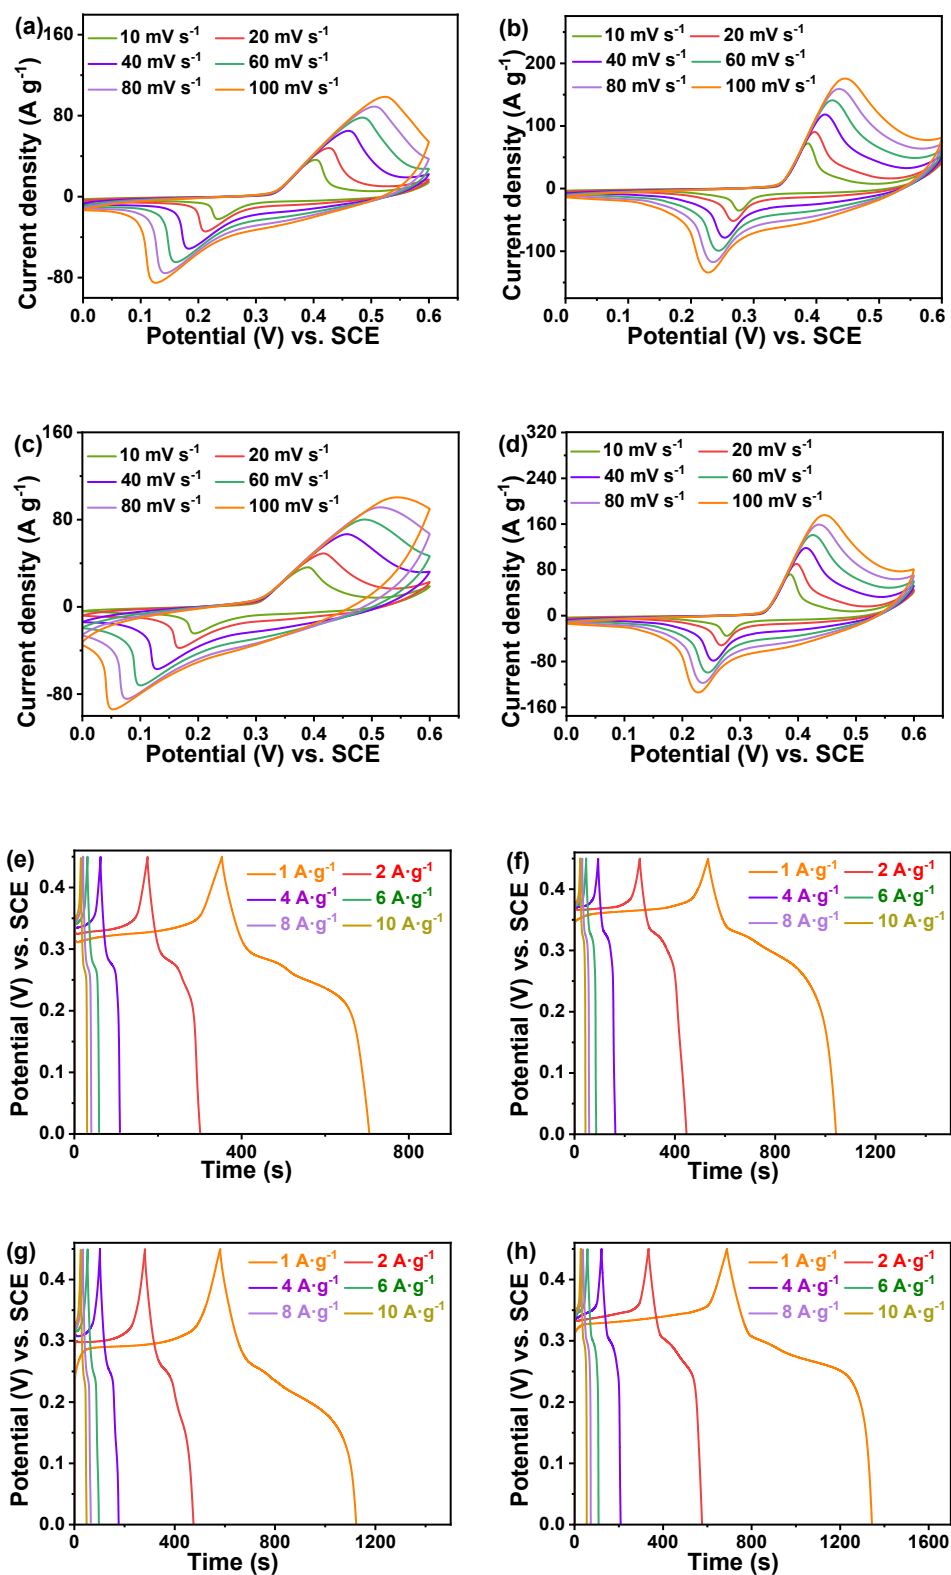 (a)
10 mV s⁻¹ 20 mV s⁻¹
40 mV s⁻¹ 60 mV s⁻¹
80 mV s⁻¹ 100 mV s⁻¹
160
80
0
-80
Current density (A g⁻¹)
0.0 0.1 0.2 0.3 0.4 0.5 0.6
Potential (V) vs. SCE
(b)
10 mV s⁻¹ 20 mV s⁻¹
40 mV s⁻¹ 60 mV s⁻¹
80 mV s⁻¹ 100 mV s⁻¹
200
100
0
-100
Current density (A g⁻¹)
0.0 0.1 0.2 0.3 0.4 0.5 0.6
Potential (V) vs. SCE
(c)
10 mV s⁻¹ 20 mV s⁻¹
40 mV s⁻¹ 60 mV s⁻¹
80 mV s⁻¹ 100 mV s⁻¹
160
80
0
-80
Current density (A g⁻¹)
0.0 0.1 0.2 0.3 0.4 0.5 0.6
Potential (V) vs. SCE
(d)
10 mV s⁻¹ 20 mV s⁻¹
40 mV s⁻¹ 60 mV s⁻¹
80 mV s⁻¹ 100 mV s⁻¹
320
240
160
80
0
-80
-160
Current density (A g⁻¹)
0.0 0.1 0.2 0.3 0.4 0.5 0.6
Potential (V) vs. SCE
(e)
1 A·g⁻¹ 2 A·g⁻¹
4 A·g⁻¹ 6 A·g⁻¹
8 A·g⁻¹ 10 A·g⁻¹
0.4
0.3
0.2
0.1
0.0
Potential (V) vs. SCE
0 400 800
Time (s)
(f)
1 A·g⁻¹ 2 A·g⁻¹
4 A·g⁻¹ 6 A·g⁻¹
8 A·g⁻¹ 10 A·g⁻¹
0.4
0.3
0.2
0.1
0.0
Potential (V) vs. SCE
0 400 800 1200
Time (s)
(g)
1 A·g⁻¹ 2 A·g⁻¹
4 A·g⁻¹ 6 A·g⁻¹
8 A·g⁻¹ 10 A·g⁻¹
0.4
0.3
0.2
0.1
0.0
Potential (V) vs. SCE
0 400 800 1200
Time (s)
(h)
1 A·g⁻¹ 2 A·g⁻¹
4 A·g⁻¹ 6 A·g⁻¹
8 A·g⁻¹ 10 A·g⁻¹
0.4
0.3
0.2
0.1
0.0
Potential (V) vs. SCE
0 400 800 1200 1600
Time (s)